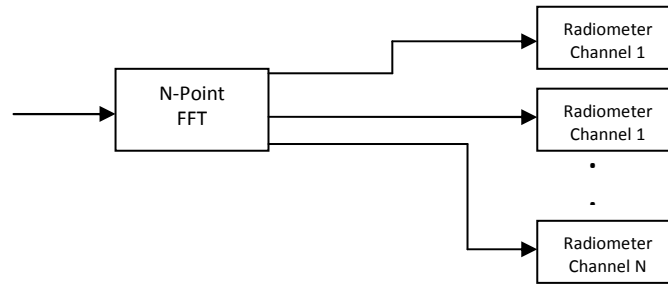 Radiometer
Channel 1
N-Point
FFT
Radiometer
Channel 1
Radiometer
Channel N